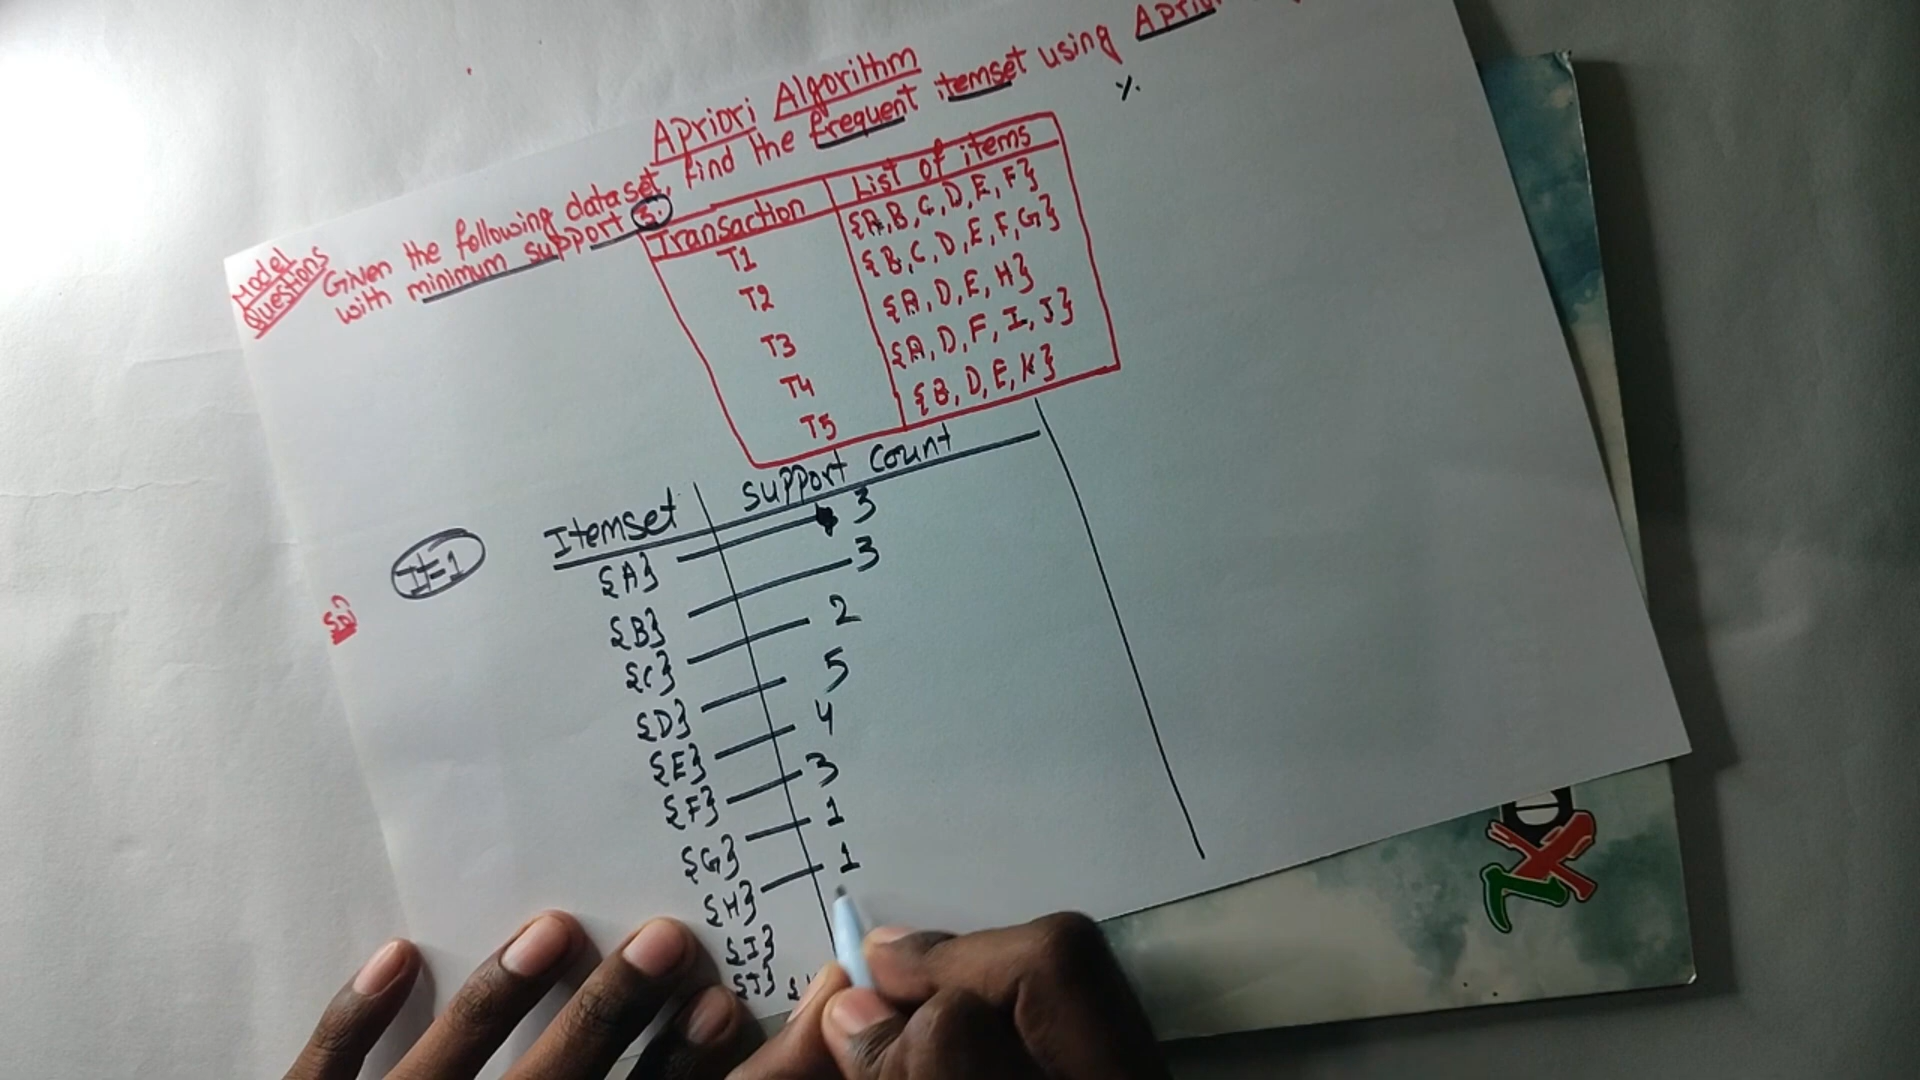 Apriori Algorithm
Model
Questions
Given the following dataset, find the frequent itemset using
with minimum support 3.
Transaction List of items
T1 {A,B,C,D,E,F}
T2 {B,C,D,E,F,G}
T3 {A,D,E,H}
T4 {A,D,F,I,J}
T5 {B,D,E,K}
Itemset Support Count
It=1
{A} 3
{B} 3
{C} 2
{D} 5
{E} 4
{F} 3
{G} 1
{H} 1
{I}
{J}